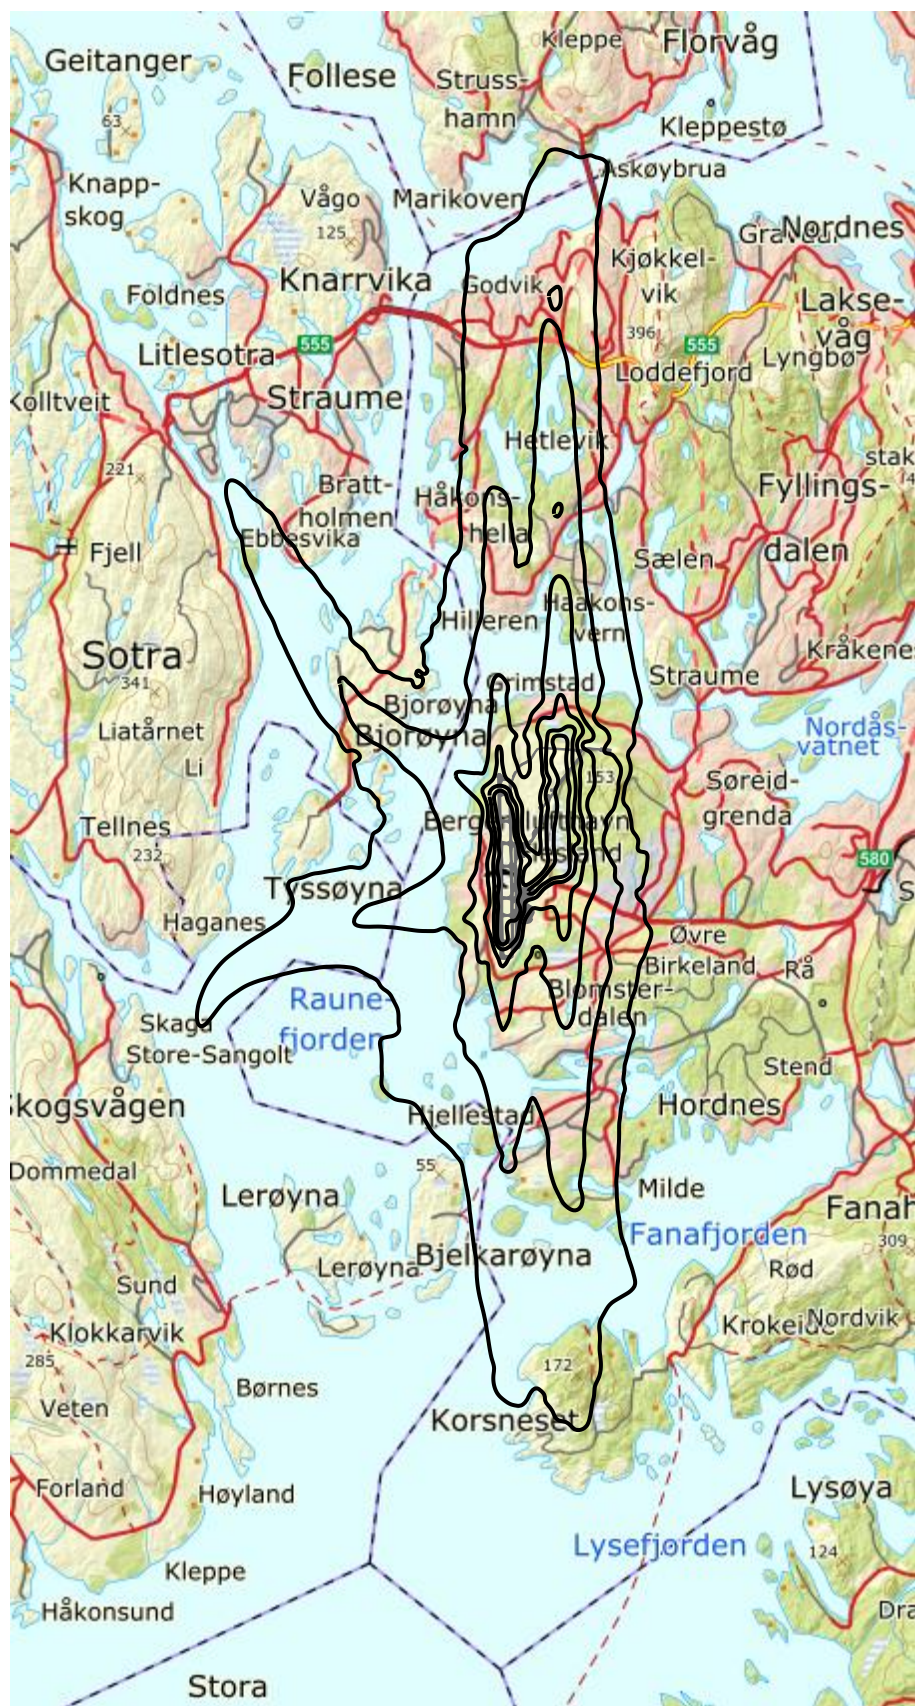 Kleppe
Florvåg
Geitanger
Follese
Struss-
hamn
63
Kleppestø
Askøybrua
Knapp-
skog
Vågo
Marikoven
125
Nordnes
Knarrvika
Godvik
Kjøkkel-
vik
Foldnes
Lakse-
våg
396
Litlesotra
555
555
Lyngbø
Loddefjord
Straume
Kolltveit
Hetlevik
221
Bratt-
holmen
Håkons-
hella
Fyllings-
dalen
stak
Ebbesvika
Fjell
Sælen
Haakons-
vern
Hilleren
Sotra
Kråkenes
341
Grimstad
Straume
Bjorøyna
Liatårnet
Bjorøyna
Nordås-
vatnet
Li
153
Søreid-
grenda
Tellnes
232
580
Tyssøyna
Haganes
Øvre
Birkeland
Rå
Raune-
fjorden
Blomster-
dalen
Skaga
Store-Sangolt
Stend
Skogsvågen
Hjellestad
Hordnes
Dommedal
55
Lerøyna
Milde
Fanah
Fanafjorden
309
Bjelkarøyna
Lerøyna
Rød
Sund
Klokkarvik
Krokeide
Nordvik
285
172
Børnes
Veten
Korsneset
Forland
Høyland
Lysøya
Lysefjorden
124
Kleppe
Håkonsund
Dra
Stora